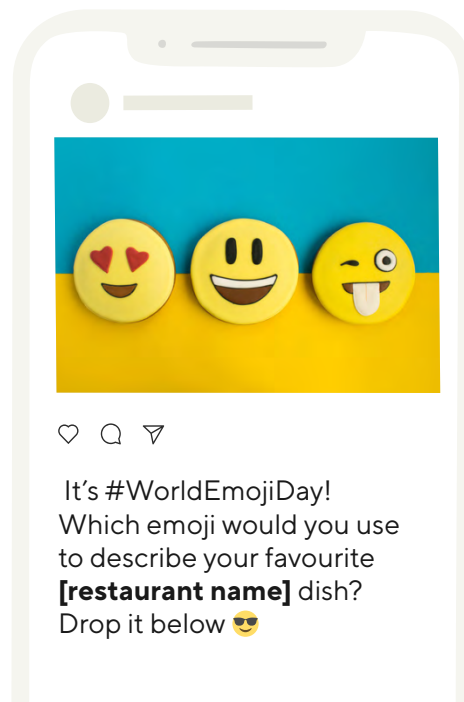 It's #WorldEmojiDay!
Which emoji would you use
to describe your favourite
[restaurant name] dish?
Drop it below 😎